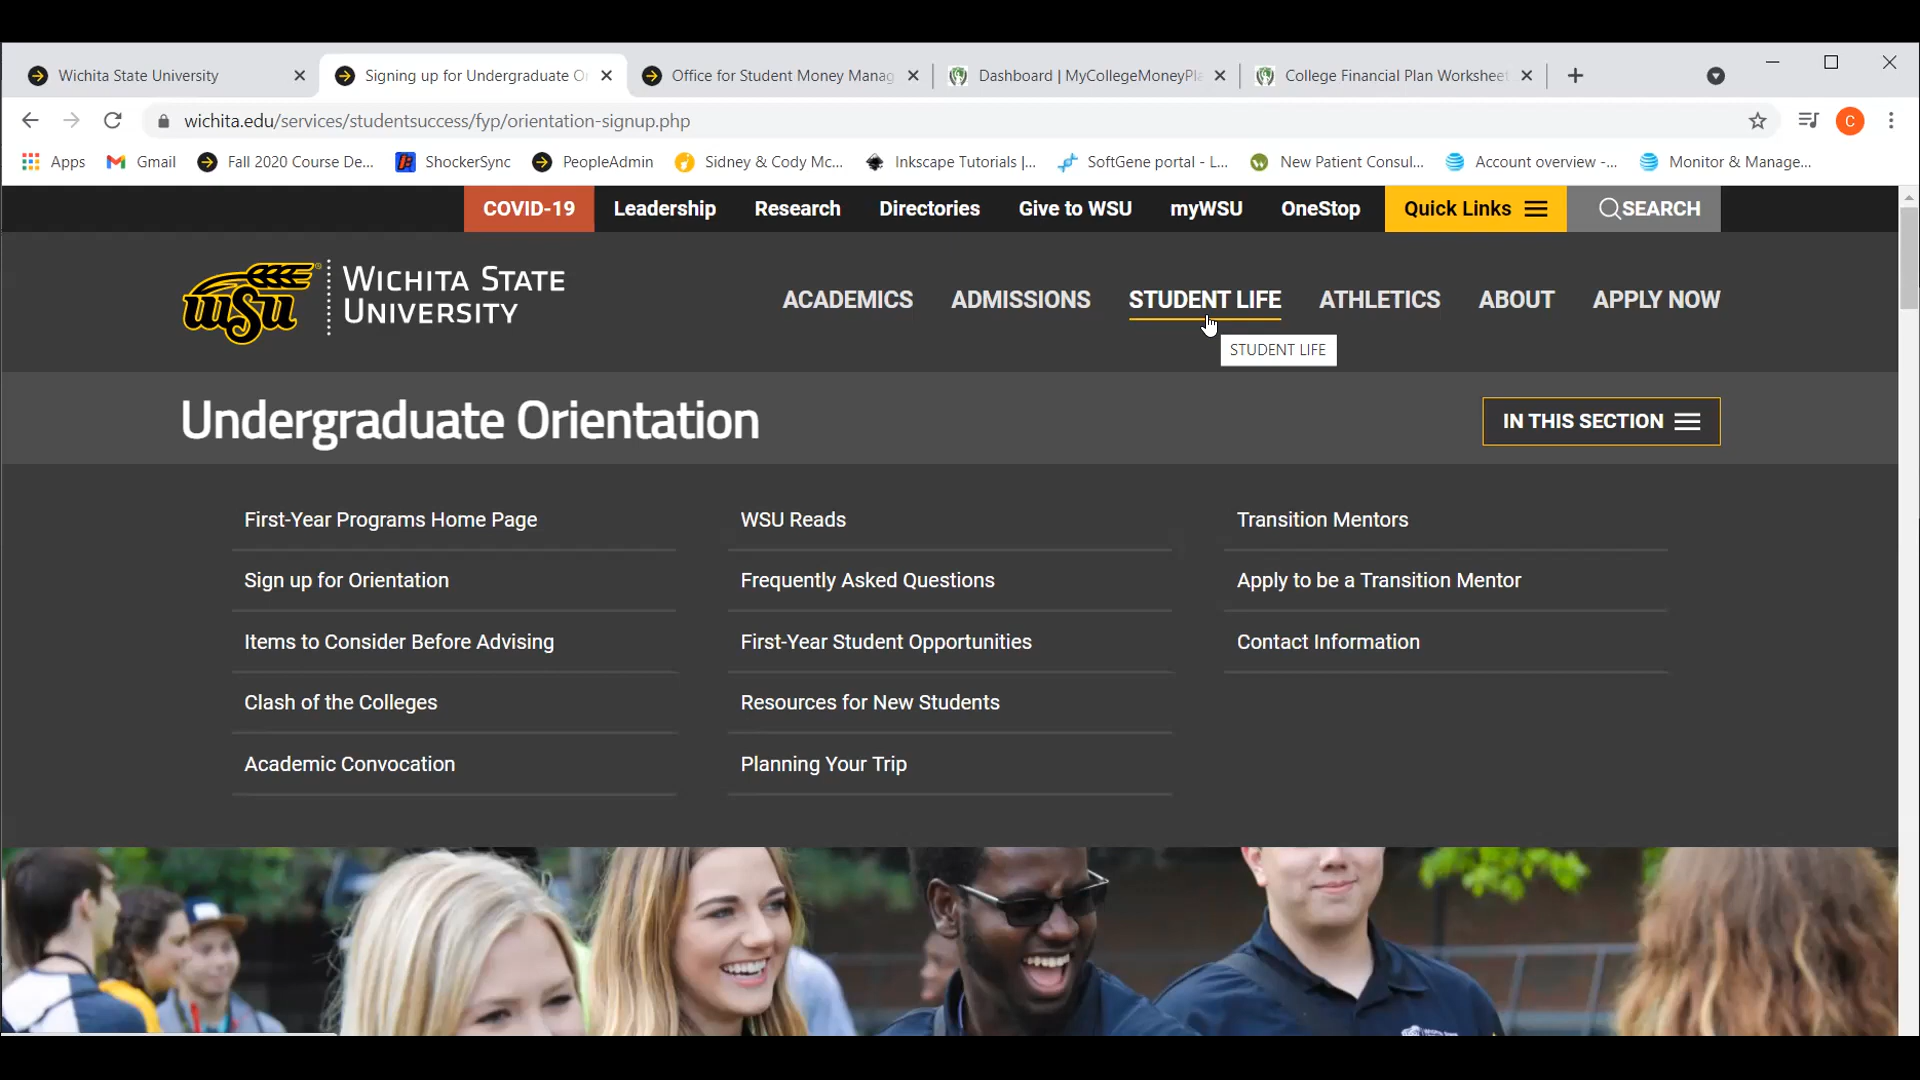 Wichita State University
Signing up for Undergraduate Or
Office for Student Money Manag
Dashboard | MyCollegeMoneyPla
College Financial Plan Workshee
wichita.edu/services/studentsuccess/fyp/orientation-signup.php
C
Apps
Gmail
Fall 2020 Course De...
ShockerSync
PeopleAdmin
Sidney & Cody Mc...
Inkscape Tutorials |...
SoftGene portal - L...
New Patient Consul...
Account overview -...
Monitor & Manage...
COVID-19
Leadership
Research
Directories
Give to WSU
myWSU
OneStop
Quick Links
SEARCH
WSU
WICHITA STATE
UNIVERSITY
ACADEMICS
ADMISSIONS
STUDENT LIFE
ATHLETICS
ABOUT
APPLY NOW
STUDENT LIFE
Undergraduate Orientation
IN THIS SECTION
First-Year Programs Home Page
Sign up for Orientation
Items to Consider Before Advising
Clash of the Colleges
Academic Convocation
WSU Reads
Frequently Asked Questions
First-Year Student Opportunities
Resources for New Students
Planning Your Trip
Transition Mentors
Apply to be a Transition Mentor
Contact Information